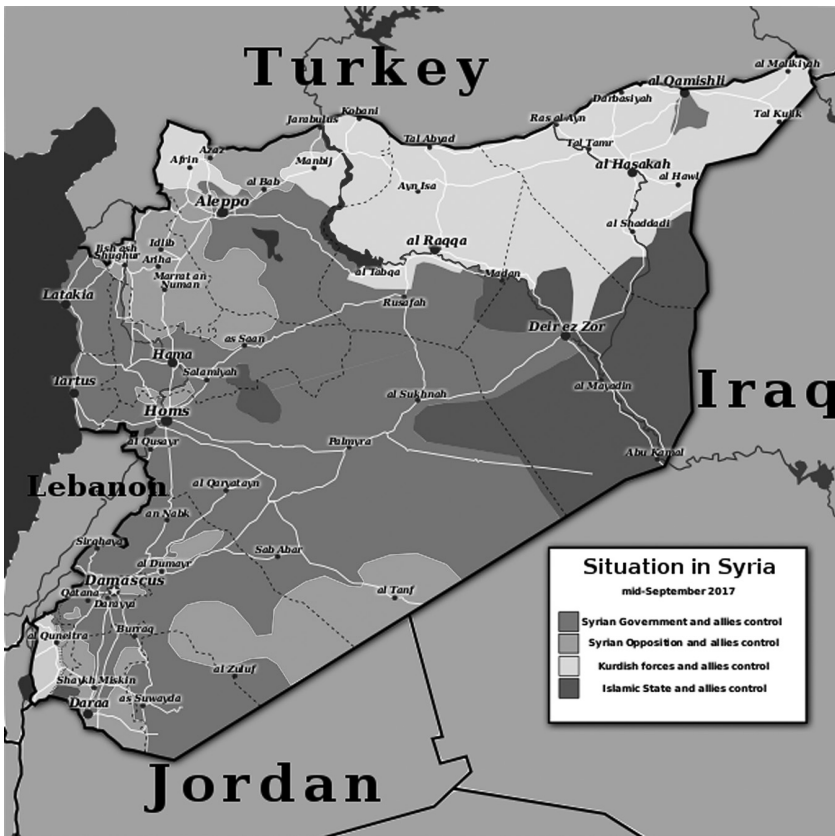 Turkey
al Malikiyah
al Qamishli
Darbasiyah
Kobani
Jarabulus
Ras al Ayn
Tal Kujik
Tal Abyad
Tal Tamr
Azaz
Afrin
Manbij
al Hasakah
al Hawl
al Bab
Ayn Isa
Aleppo
al Shaddadi
al Raqqa
Idlib
Jish ash
Shughur
Ariha
al Tabqa
Madan
Marrat an
Numan
Latakia
Rusafah
Deir ez Zor
as Saan
Hama
Salamiyah
Tartus
al Mayadin
Iraq
al Sukhnah
Homs
al Qusayr
Palmyra
Abu Kamal
Lebanon
al Qaryatayn
an Nabk
Sirghaya
Sab Abar
al Dumayr
Damascus
Qatana
Darayya
al Tanf
Burraq
al Quneitra
al Zuluf
Shaykh Miskin
as Suwayda
Daraa
Jordan
Situation in Syria
mid-September 2017
Syrian Government and allies control
Syrian Opposition and allies control
Kurdish forces and allies control
Islamic State and allies control